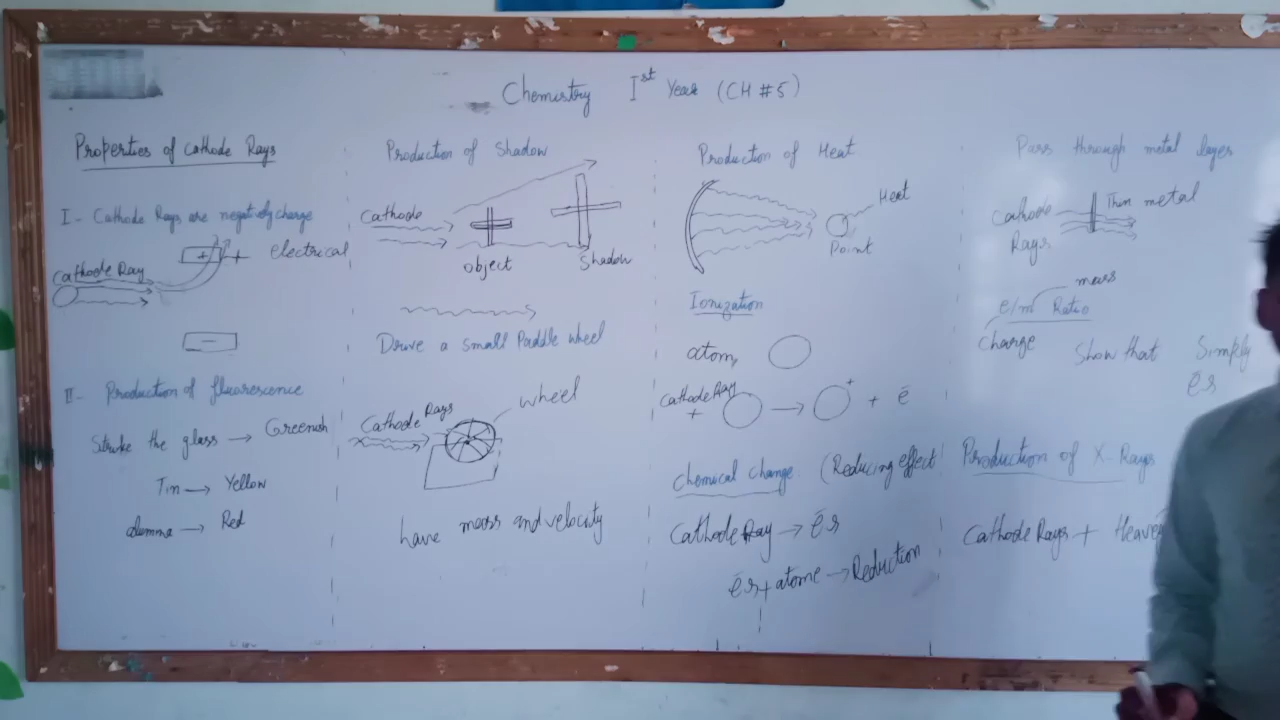 Chemistry Ist Year (CH # 5)
Properties of Cathode Rays
I - Cathode Rays are negatively charge
+ + electrical
Cathode Ray
-
II - Production of fluorescence
Struke the glass → Greenish
Tin → Yellow
alumma → Red
Production of Shadow
Cathode
object
Shadow
Drive a small Paddle wheel
wheel
Cathode Rays
have mass and velocity
Production of Heat
Heat
Point
Ionization
atom,
Cathode Ray
+ → + + ē
Chemical change (Reducing effect
Cathode Ray → ēs
ēs + atome → Reduction
Pass through metal layer
Thin metal
Cathode
Rays
mass
e/m Ratio
Charge Show that Simply
ēs
Production of X-Rays
Cathode Rays +